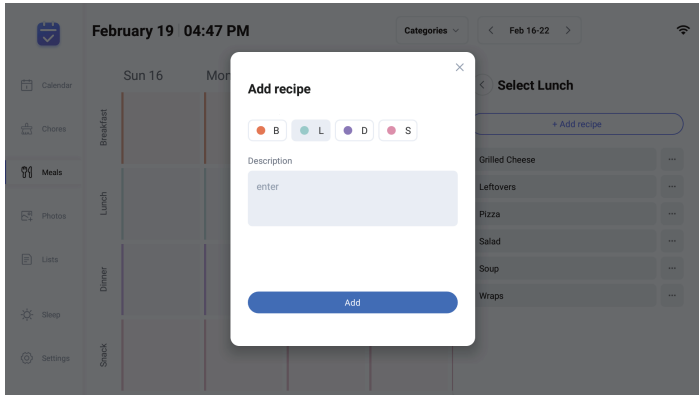 February 19 04:47 PM
Categories
Feb 16-22
Calendar
Chores
Meals
Photos
Lists
Sleep
Settings
Sun 16
Mon
Breakfast
Lunch
Dinner
Snack
Add recipe
B
L
D
S
Description
enter
Add
Select Lunch
+ Add recipe
Grilled Cheese
Leftovers
Pizza
Salad
Soup
Wraps